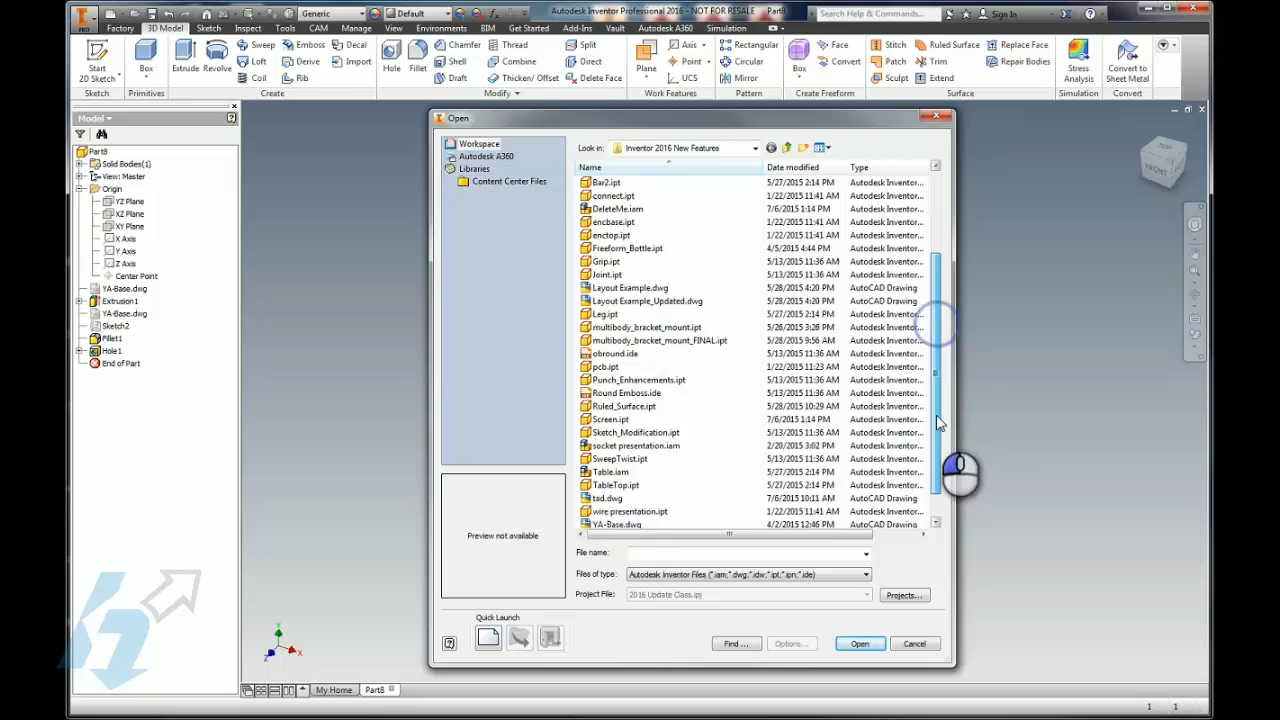 Generic
Default
Autodesk Inventor Professional 2016 - NOT FOR RESALE Part8
Search Help & Commands...
Sign In
PRO
Factory 3D Model Sketch Inspect Tools CAM Manage View Environments BIM Get Started Add-Ins Vault Autodesk A360 Simulation
Start
2D Sketch
Box
Extrude
Revolve
Sweep
Emboss
Decal
Loft
Derive
Import
Coil
Rib
Hole
Fillet
Chamfer
Thread
Split
Shell
Combine
Direct
Draft
Thicken/ Offset
Delete Face
Plane
Axis
Point
UCS
Rectangular
Circular
Mirror
Box
Face
Convert
Stitch
Ruled Surface
Replace Face
Patch
Trim
Repair Bodies
Sculpt
Extend
Stress
Analysis
Convert to
Sheet Metal
Sketch Primitives Create Modify Work Features Pattern Create Freeform Surface Simulation Convert
Model
Part8
Solid Bodies(1)
View: Master
Origin
YZ Plane
XZ Plane
XY Plane
X Axis
Y Axis
Z Axis
Center Point
YA-Base.dwg
Extrusion1
YA-Base.dwg
Sketch2
Fillet1
Hole1
End of Part
Open
Workspace
Autodesk A360
Libraries
Content Center Files
Look in: Inventor 2016 New Features
Name Date modified Type
Bar2.ipt 5/27/2015 2:14 PM Autodesk Inventor...
connect.ipt 1/22/2015 11:41 AM Autodesk Inventor...
DeleteMe.iam 7/6/2015 1:14 PM Autodesk Inventor...
encbase.ipt 1/22/2015 11:41 AM Autodesk Inventor...
enctop.ipt 1/22/2015 11:41 AM Autodesk Inventor...
Freeform_Bottle.ipt 4/5/2015 4:44 PM Autodesk Inventor...
Grip.ipt 5/13/2015 11:36 AM Autodesk Inventor...
Joint.ipt 5/13/2015 11:36 AM Autodesk Inventor...
Layout Example.dwg 5/28/2015 4:20 PM AutoCAD Drawing
Layout Example_Updated.dwg 5/28/2015 4:20 PM AutoCAD Drawing
Leg.ipt 5/27/2015 2:14 PM Autodesk Inventor...
multibody_bracket_mount.ipt 5/26/2015 3:26 PM Autodesk Inventor...
multibody_bracket_mount_FINAL.ipt 5/28/2015 9:56 AM Autodesk Inventor...
obround.ide 5/13/2015 11:36 AM Autodesk Inventor...
pcb.ipt 1/22/2015 11:23 AM Autodesk Inventor...
Punch_Enhancements.ipt 5/13/2015 11:36 AM Autodesk Inventor...
Round Emboss.ide 5/13/2015 11:36 AM Autodesk Inventor...
Ruled_Surface.ipt 5/28/2015 10:29 AM Autodesk Inventor...
Screen.ipt 7/6/2015 1:14 PM Autodesk Inventor...
Sketch_Modification.ipt 5/13/2015 11:36 AM Autodesk Inventor...
socket presentation.iam 2/20/2015 3:02 PM Autodesk Inventor...
SweepTwist.ipt 5/13/2015 11:36 AM Autodesk Inventor...
Table.iam 5/27/2015 2:14 PM Autodesk Inventor...
TableTop.ipt 5/27/2015 2:14 PM Autodesk Inventor...
tad.dwg 7/6/2015 10:11 AM AutoCAD Drawing
wire presentation.ipt 1/22/2015 11:41 AM Autodesk Inventor...
YA-Base.dwg 4/2/2015 12:46 PM AutoCAD Drawing
Preview not available
File name:
Files of type: Autodesk Inventor Files (*.iam;*.dwg;*.idw;*.ipt;*.ipn;*.ide)
Project File: 2016 Update Class.ipj
Projects...
Quick Launch
Find ... Options... Open Cancel
TOP
FRONT
Y
X
Z
My Home Part8
1 1